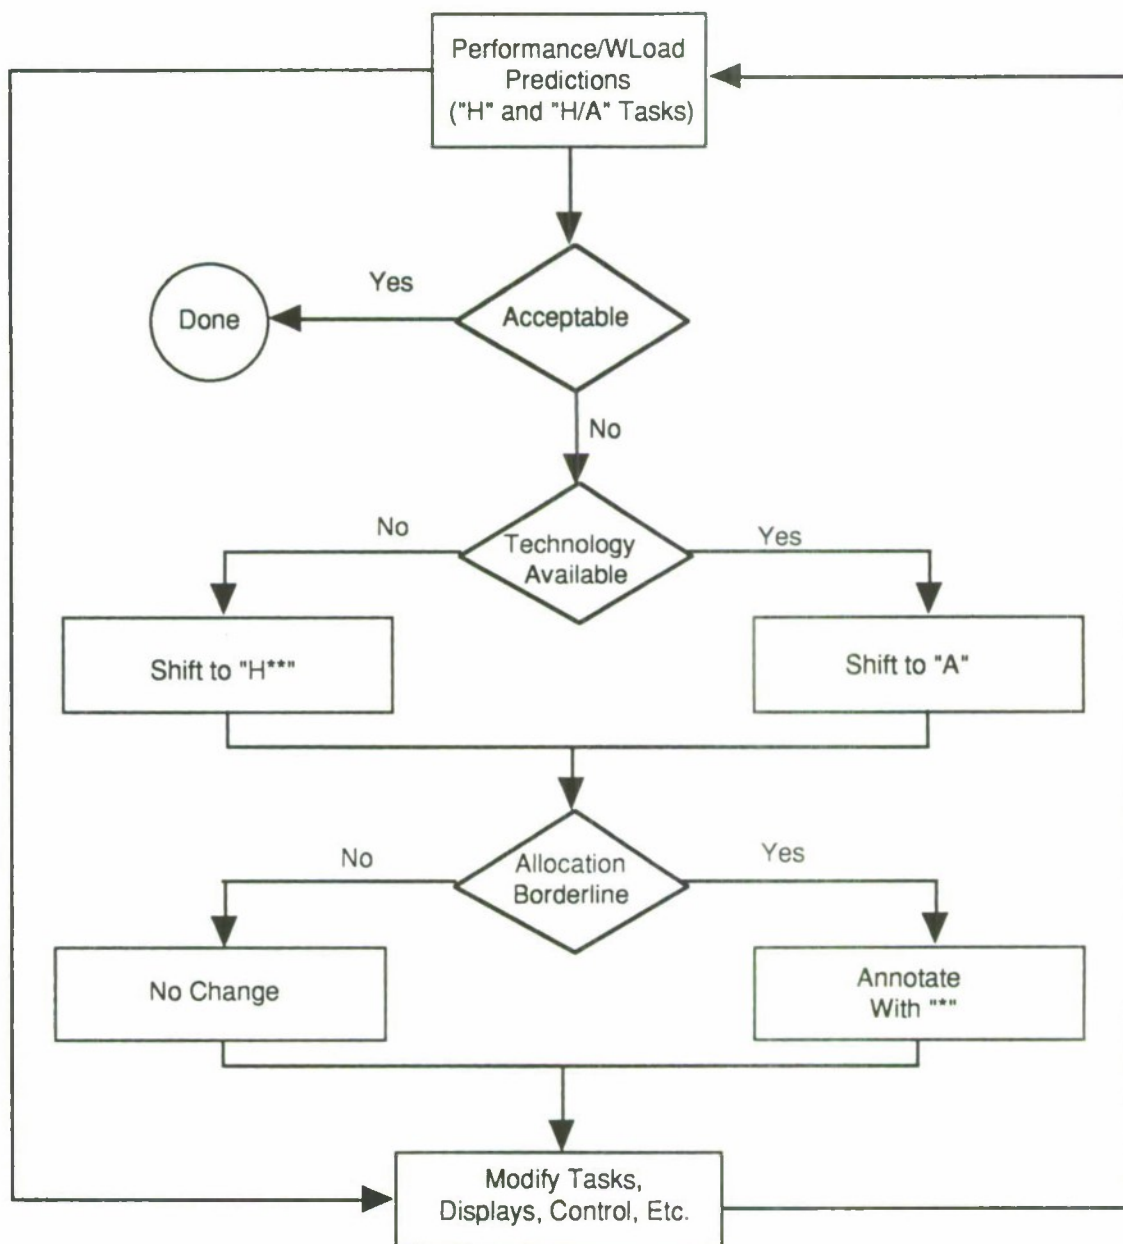 Performance/WLoad
Predictions
("H" and "H/A" Tasks)
Yes
Done
Acceptable
No
No
Technology
Available
Yes
Shift to "H**"
Shift to "A"
No
Allocation
Borderline
Yes
No Change
Annotate
With "*"
Modify Tasks,
Displays, Control, Etc.